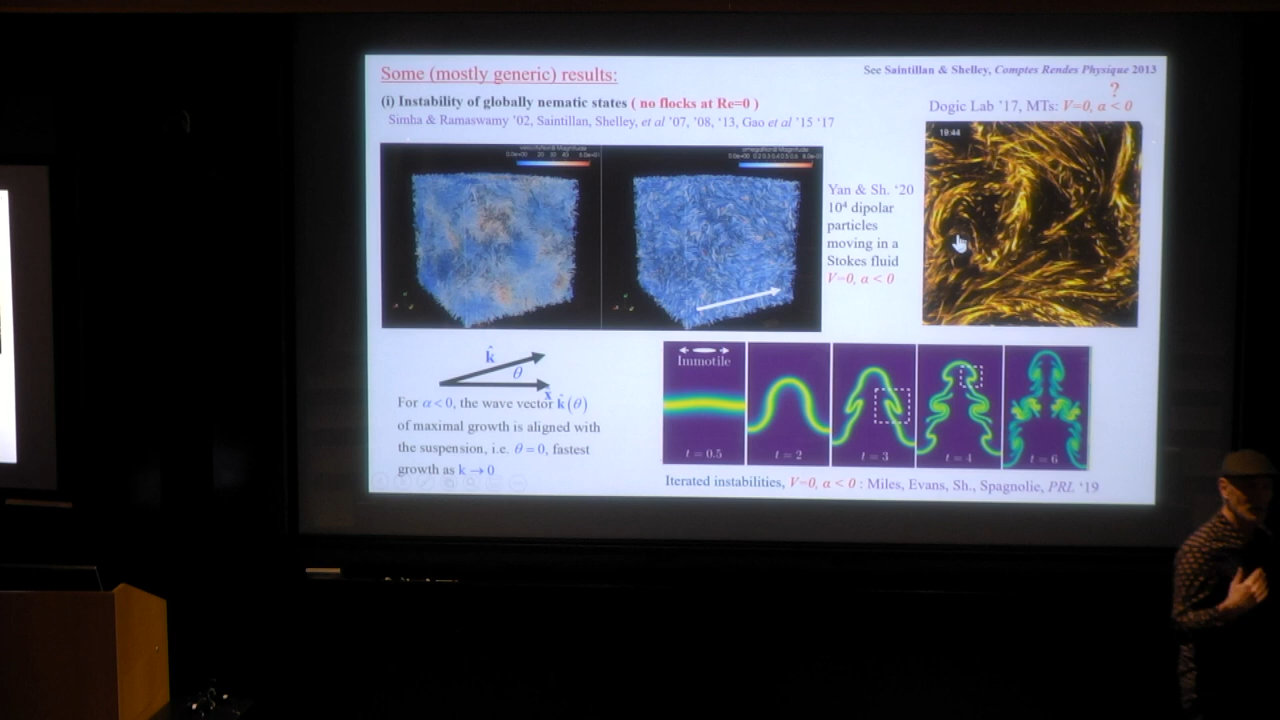 Some (mostly generic) results:
See Saintillan & Shelley, Comptes Rendes Physique 2013
(i) Instability of globally nematic states ( no flocks at Re=0 )
Simha & Ramaswamy '02, Saintillan, Shelley, et al '07, '08, '13, Gao et al '15 '17
?
Dogic Lab '17, MTs: V=0, α < 0
19:44
Yan & Sh. '20
10⁴ dipolar
particles
moving in a
Stokes fluid
V=0, α < 0
k̂
θ
x̂
For α<0, the wave vector k̂(θ)
of maximal growth is aligned with
the suspension, i.e. θ = 0, fastest
growth as k → 0
Immotile
t = 0.5
t = 2
t = 3
t = 4
t = 6
Iterated instabilities, V=0, α < 0 : Miles, Evans, Sh., Spagnolie, PRL '19